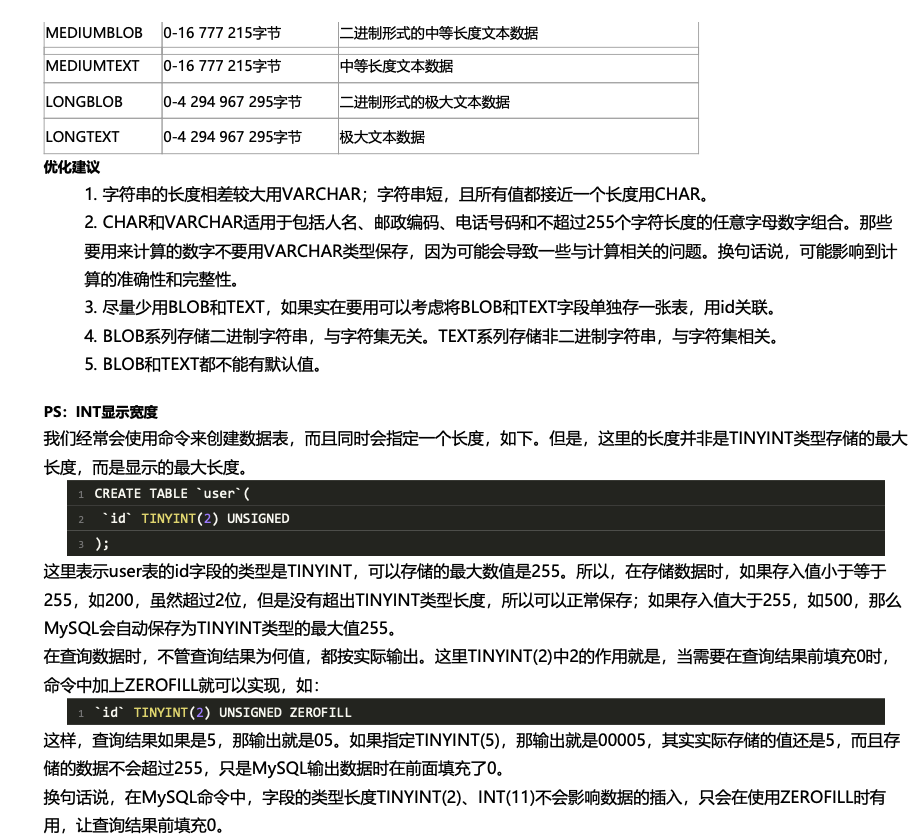 MEDIUMBLOB 0-16 777 215字节 二进制形式的中等长度文本数据
MEDIUMTEXT 0-16 777 215字节 中等长度文本数据
LONGBLOB 0-4 294 967 295字节 二进制形式的极大文本数据
LONGTEXT 0-4 294 967 295字节 极大文本数据
优化建议
1. 字符串的长度相差较大用VARCHAR；字符串短，且所有值都接近一个长度用CHAR。
2. CHAR和VARCHAR适用于包括人名、邮政编码、电话号码和不超过255个字符长度的任意字母数字组合。那些
要用来计算的数字不要用VARCHAR类型保存，因为可能会导致一些与计算相关的问题。换句话说，可能影响到计
算的准确性和完整性。
3. 尽量少用BLOB和TEXT，如果实在要用可以考虑将BLOB和TEXT字段单独存一张表，用id关联。
4. BLOB系列存储二进制字符串，与字符集无关。TEXT系列存储非二进制字符串，与字符集相关。
5. BLOB和TEXT都不能有默认值。
PS：INT显示宽度
我们经常会使用命令来创建数据表，而且同时会指定一个长度，如下。但是，这里的长度并非是TINYINT类型存储的最大
长度，而是显示的最大长度。
1 CREATE TABLE `user`(
2 `id` TINYINT(2) UNSIGNED
3 );
这里表示user表的id字段的类型是TINYINT，可以存储的最大数值是255。所以，在存储数据时，如果存入值小于等于
255，如200，虽然超过2位，但是没有超出TINYINT类型长度，所以可以正常保存；如果存入值大于255，如500，那么
MySQL会自动保存为TINYINT类型的最大值255。
在查询数据时，不管查询结果为何值，都按实际输出。这里TINYINT(2)中2的作用就是，当需要在查询结果前填充0时，
命令中加上ZEROFILL就可以实现，如：
1 `id` TINYINT(2) UNSIGNED ZEROFILL
这样，查询结果如果是5，那输出就是05。如果指定TINYINT(5)，那输出就是00005，其实实际存储的值还是5，而且存
储的数据不会超过255，只是MySQL输出数据时在前面填充了0。
换句话说，在MySQL命令中，字段的类型长度TINYINT(2)、INT(11)不会影响数据的插入，只会在使用ZEROFILL时有
用，让查询结果前填充0。